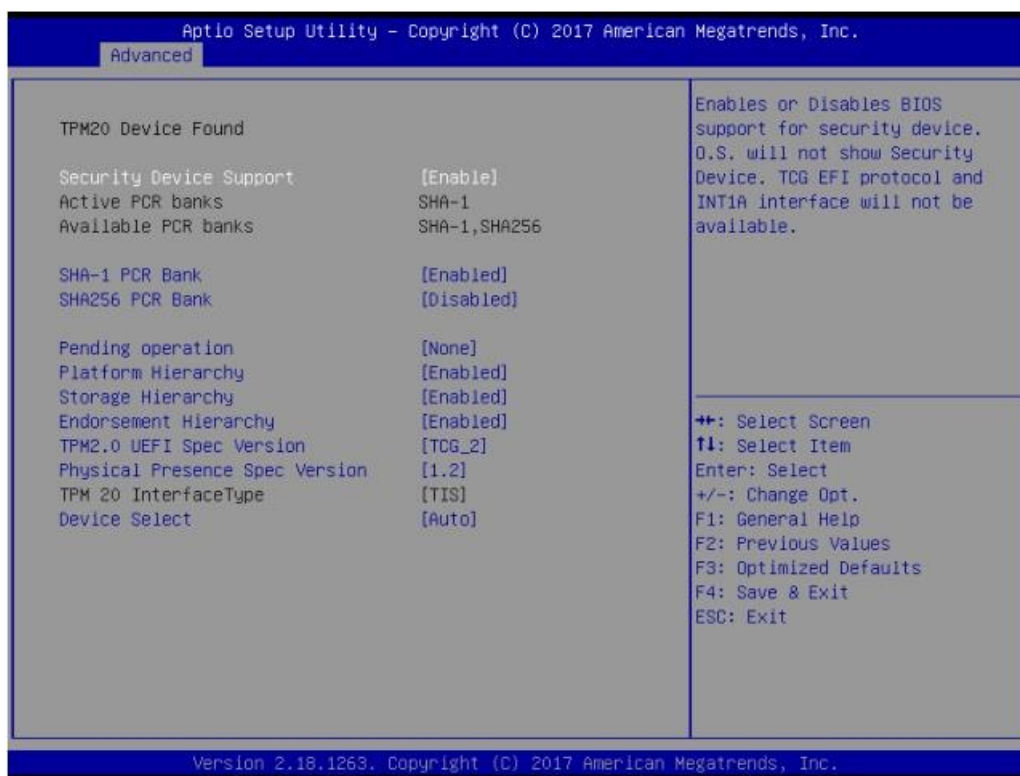 Aptio Setup Utility – Copyright (C) 2017 American Megatrends, Inc.
Advanced
TPM20 Device Found
Security Device Support [Enable]
Active PCR banks SHA-1
Available PCR banks SHA-1,SHA256
SHA-1 PCR Bank [Enabled]
SHA256 PCR Bank [Disabled]
Pending operation [None]
Platform Hierarchy [Enabled]
Storage Hierarchy [Enabled]
Endorsement Hierarchy [Enabled]
TPM2.0 UEFI Spec Version [TCG_2]
Physical Presence Spec Version [1.2]
TPM 20 InterfaceType [TIS]
Device Select [Auto]
Enables or Disables BIOS
support for security device.
O.S. will not show Security
Device. TCG EFI protocol and
INT1A interface will not be
available.
→←: Select Screen
↑↓: Select Item
Enter: Select
+/-: Change Opt.
F1: General Help
F2: Previous Values
F3: Optimized Defaults
F4: Save & Exit
ESC: Exit
Version 2.18.1263. Copyright (C) 2017 American Megatrends, Inc.